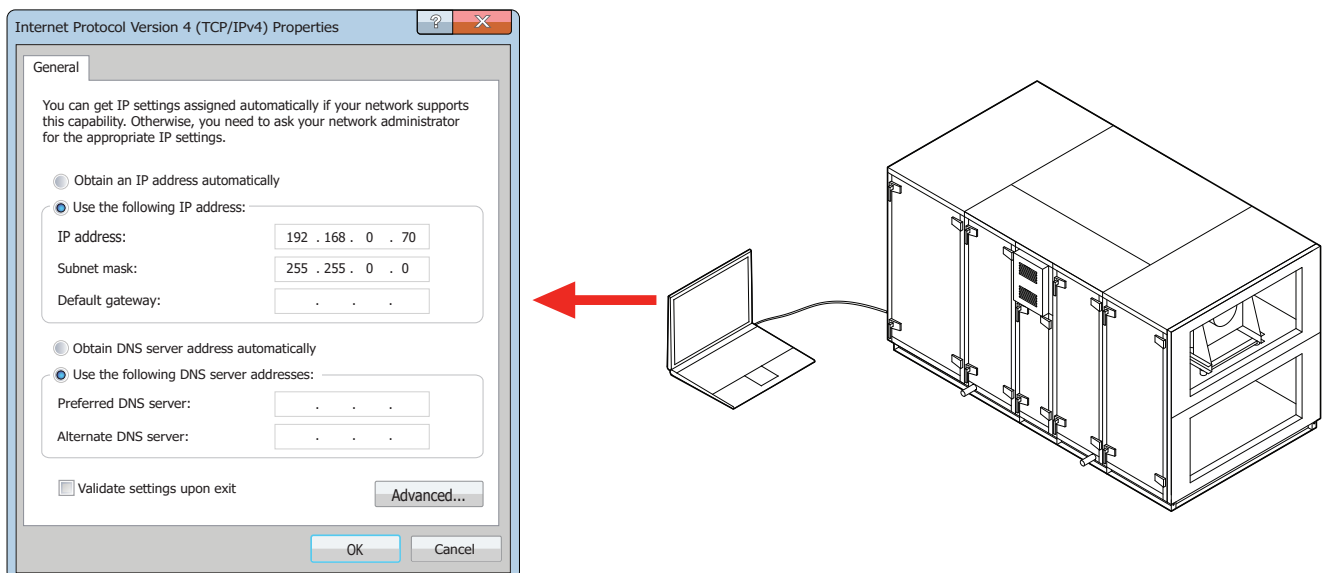 Internet Protocol Version 4 (TCP/IPv4) Properties
?
X
General
You can get IP settings assigned automatically if your network supports
this capability. Otherwise, you need to ask your network administrator
for the appropriate IP settings.
Obtain an IP address automatically
Use the following IP address:
IP address: 192 . 168 . 0 . 70
Subnet mask: 255 . 255 . 0 . 0
Default gateway: . . .
Obtain DNS server address automatically
Use the following DNS server addresses:
Preferred DNS server: . . .
Alternate DNS server: . . .
Validate settings upon exit
Advanced...
OK Cancel